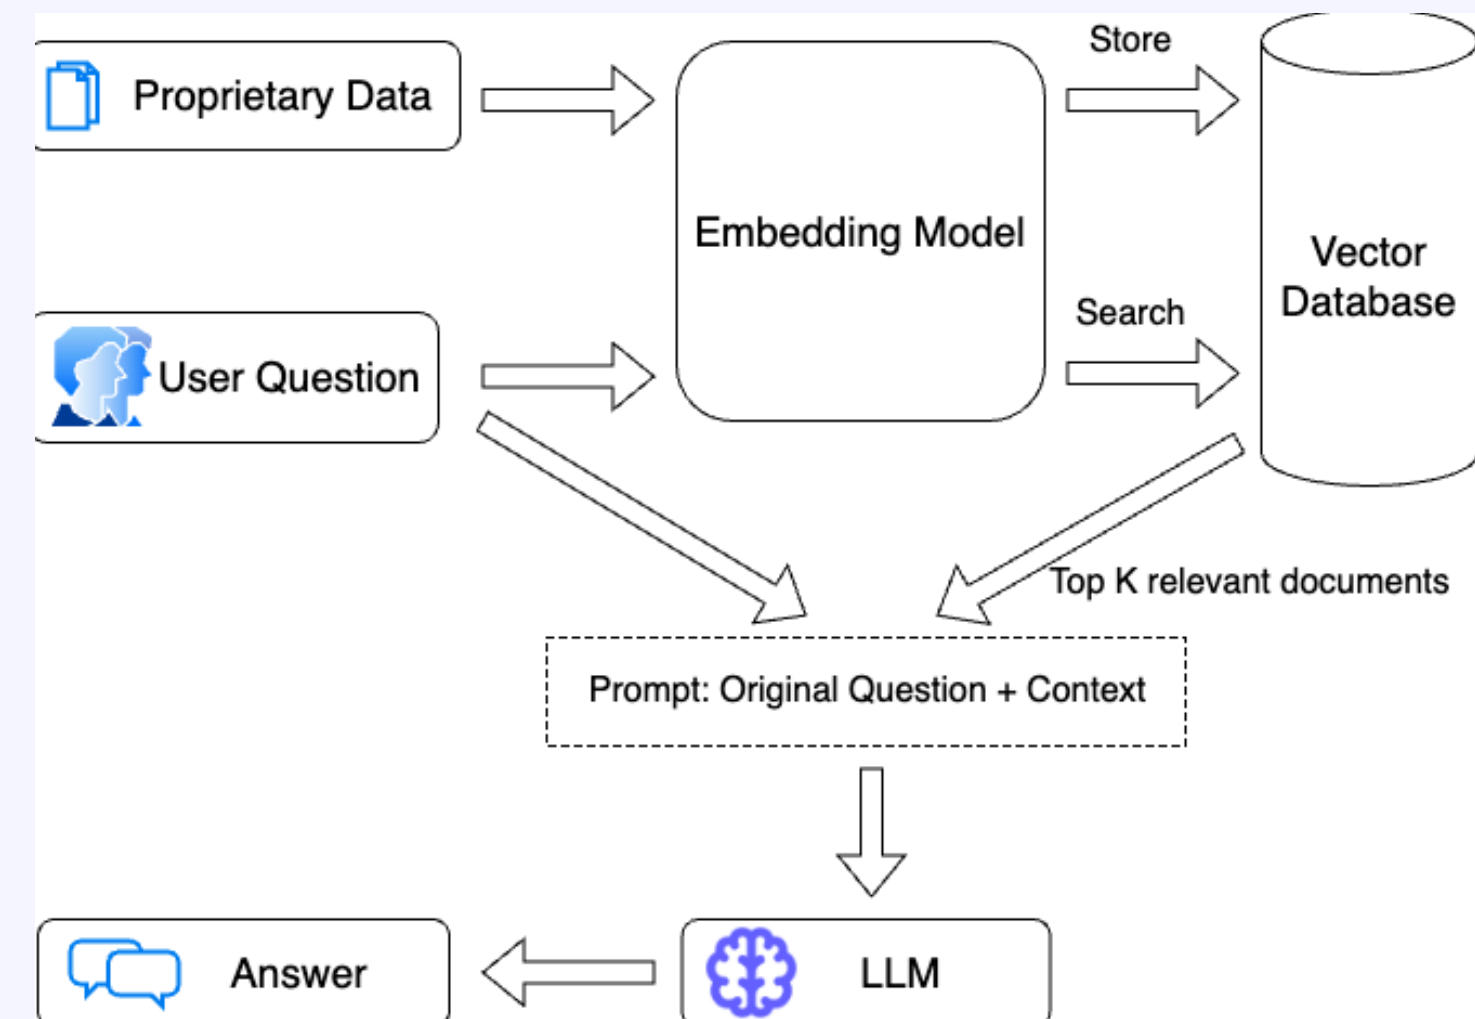 Store
Proprietary Data
Embedding Model
Vector
Database
Search
User Question
Top K relevant documents
Prompt: Original Question + Context
Answer
LLM